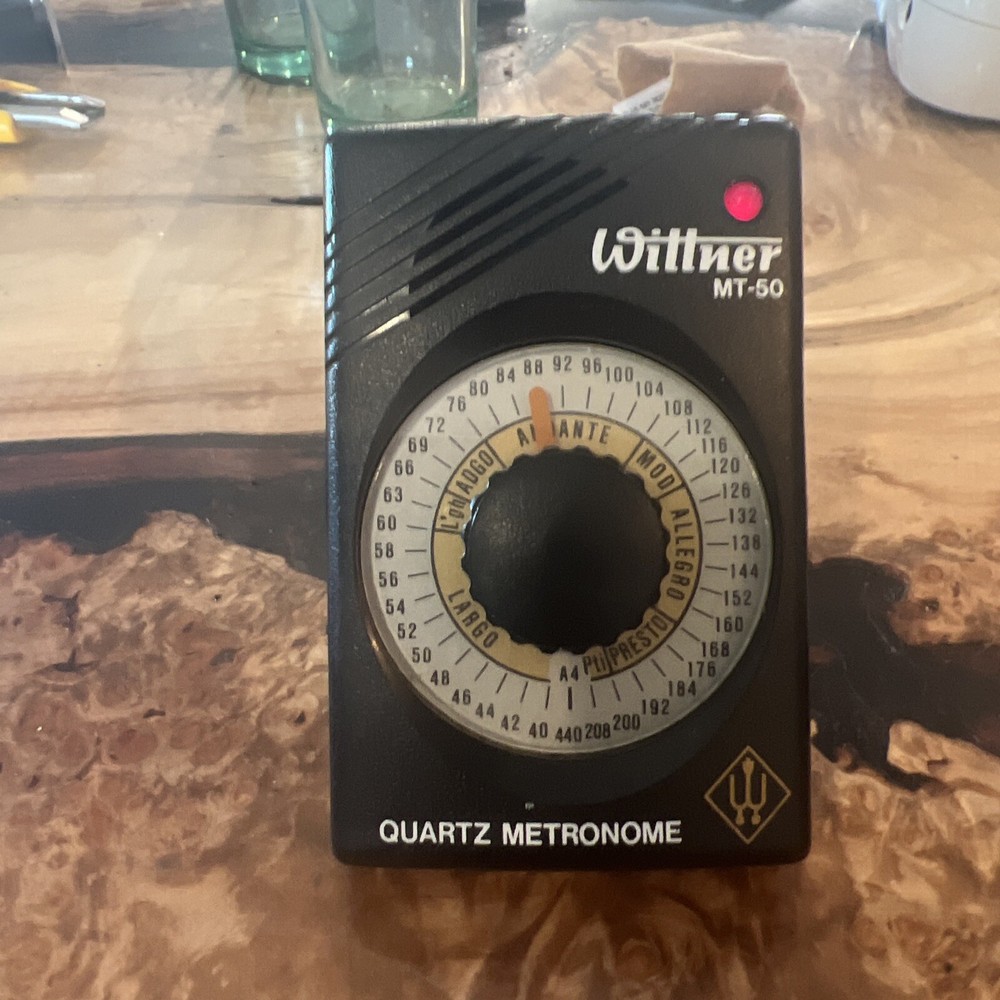 Wittner
MT-50
40 42 44 46 48 50 52 54 56 58 60 63 66 69 72 76 80 84 88 92 96 100 104 108 112 116 120 126 132 138 144 152 160 168 176 184 192 200 208 440
LARGO L'gh ADGO ANDANTE MOD ALLEGRO PRESTO Pti A4
QUARTZ METRONOME